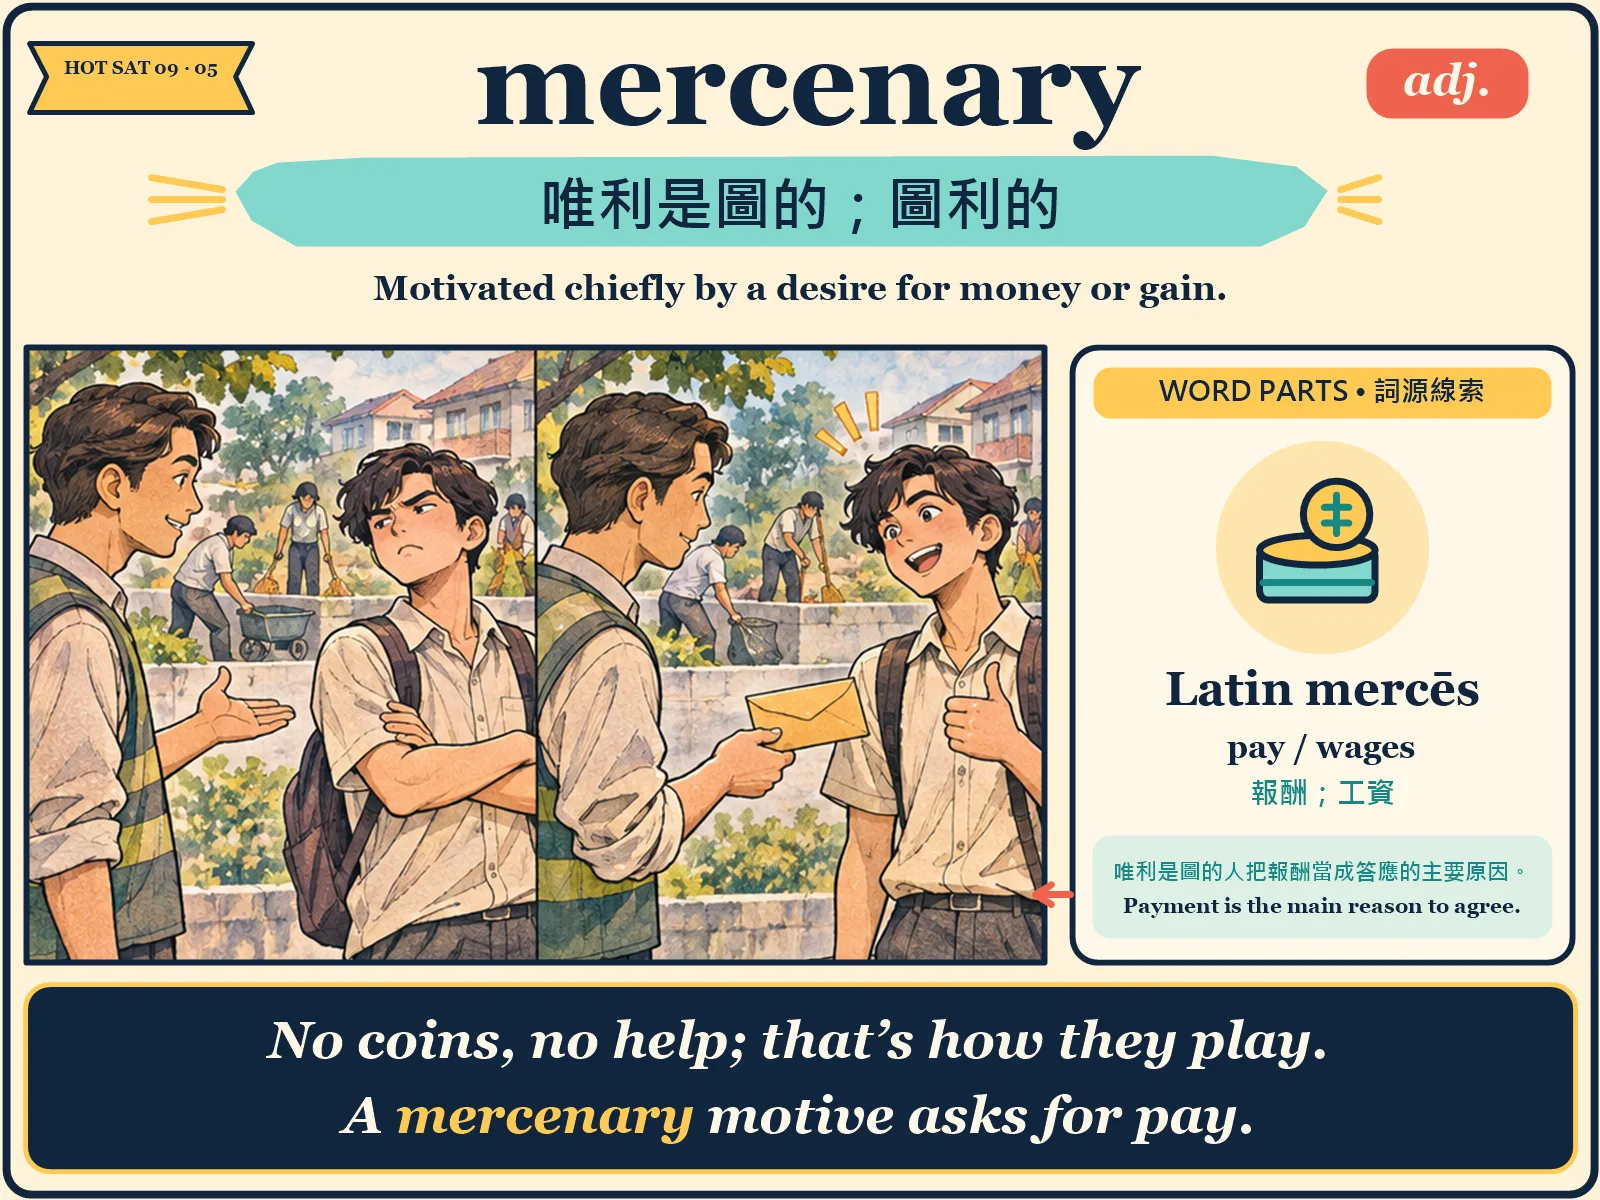 HOT SAT 09 · 05
mercenary
adj.
唯利是圖的；圖利的
Motivated chiefly by a desire for money or gain.
WORD PARTS • 詞源線索
Latin mercēs
pay / wages
報酬；工資
唯利是圖的人把報酬當成答應的主要原因。
Payment is the main reason to agree.
No coins, no help; that’s how they play.
A mercenary motive asks for pay.